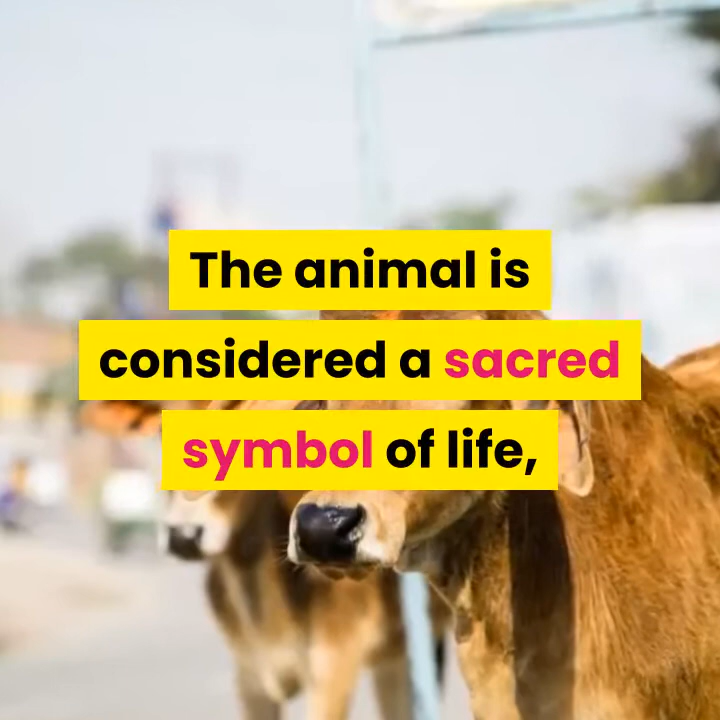 The animal is
considered a sacred
symbol of life,